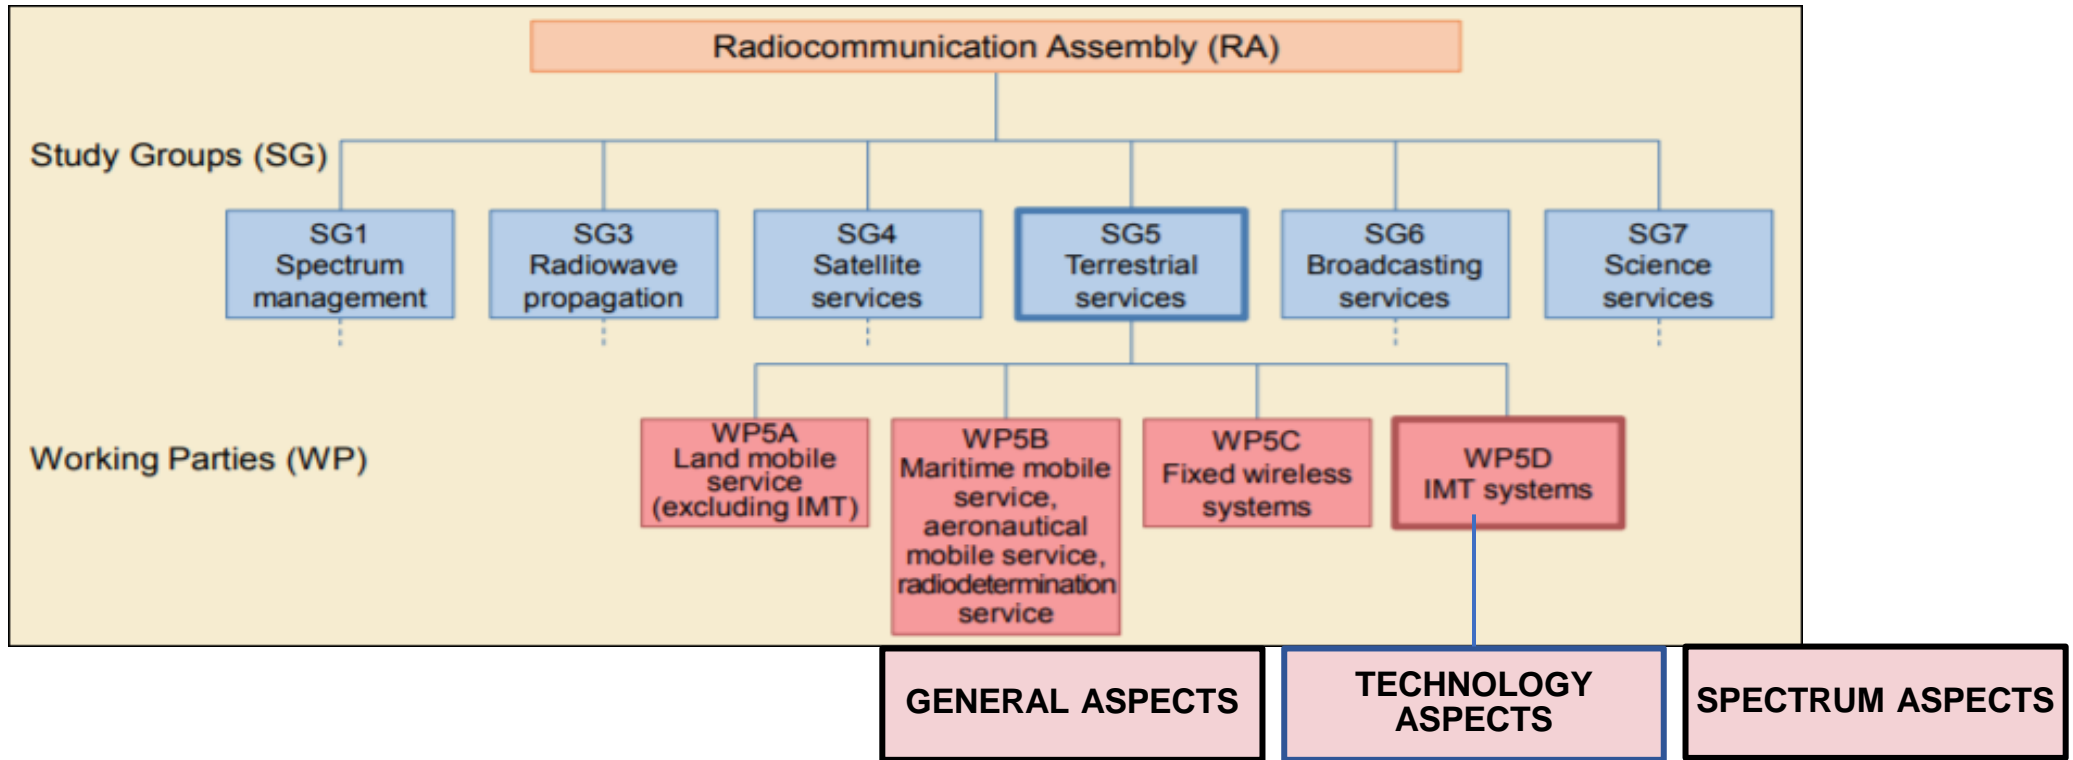 Radiocommunication Assembly (RA)
Study Groups (SG)
SG1
Spectrum
management
SG3
Radiowave
propagation
SG4
Satellite
services
SG5
Terrestrial
services
SG6
Broadcasting
services
SG7
Science
services
Working Parties (WP)
WP5A
Land mobile
service
(excluding IMT)
WP5B
Maritime mobile
service,
aeronautical
mobile service,
radiodetermination
service
WP5C
Fixed wireless
systems
WP5D
IMT systems
GENERAL ASPECTS
TECHNOLOGY
ASPECTS
SPECTRUM ASPECTS